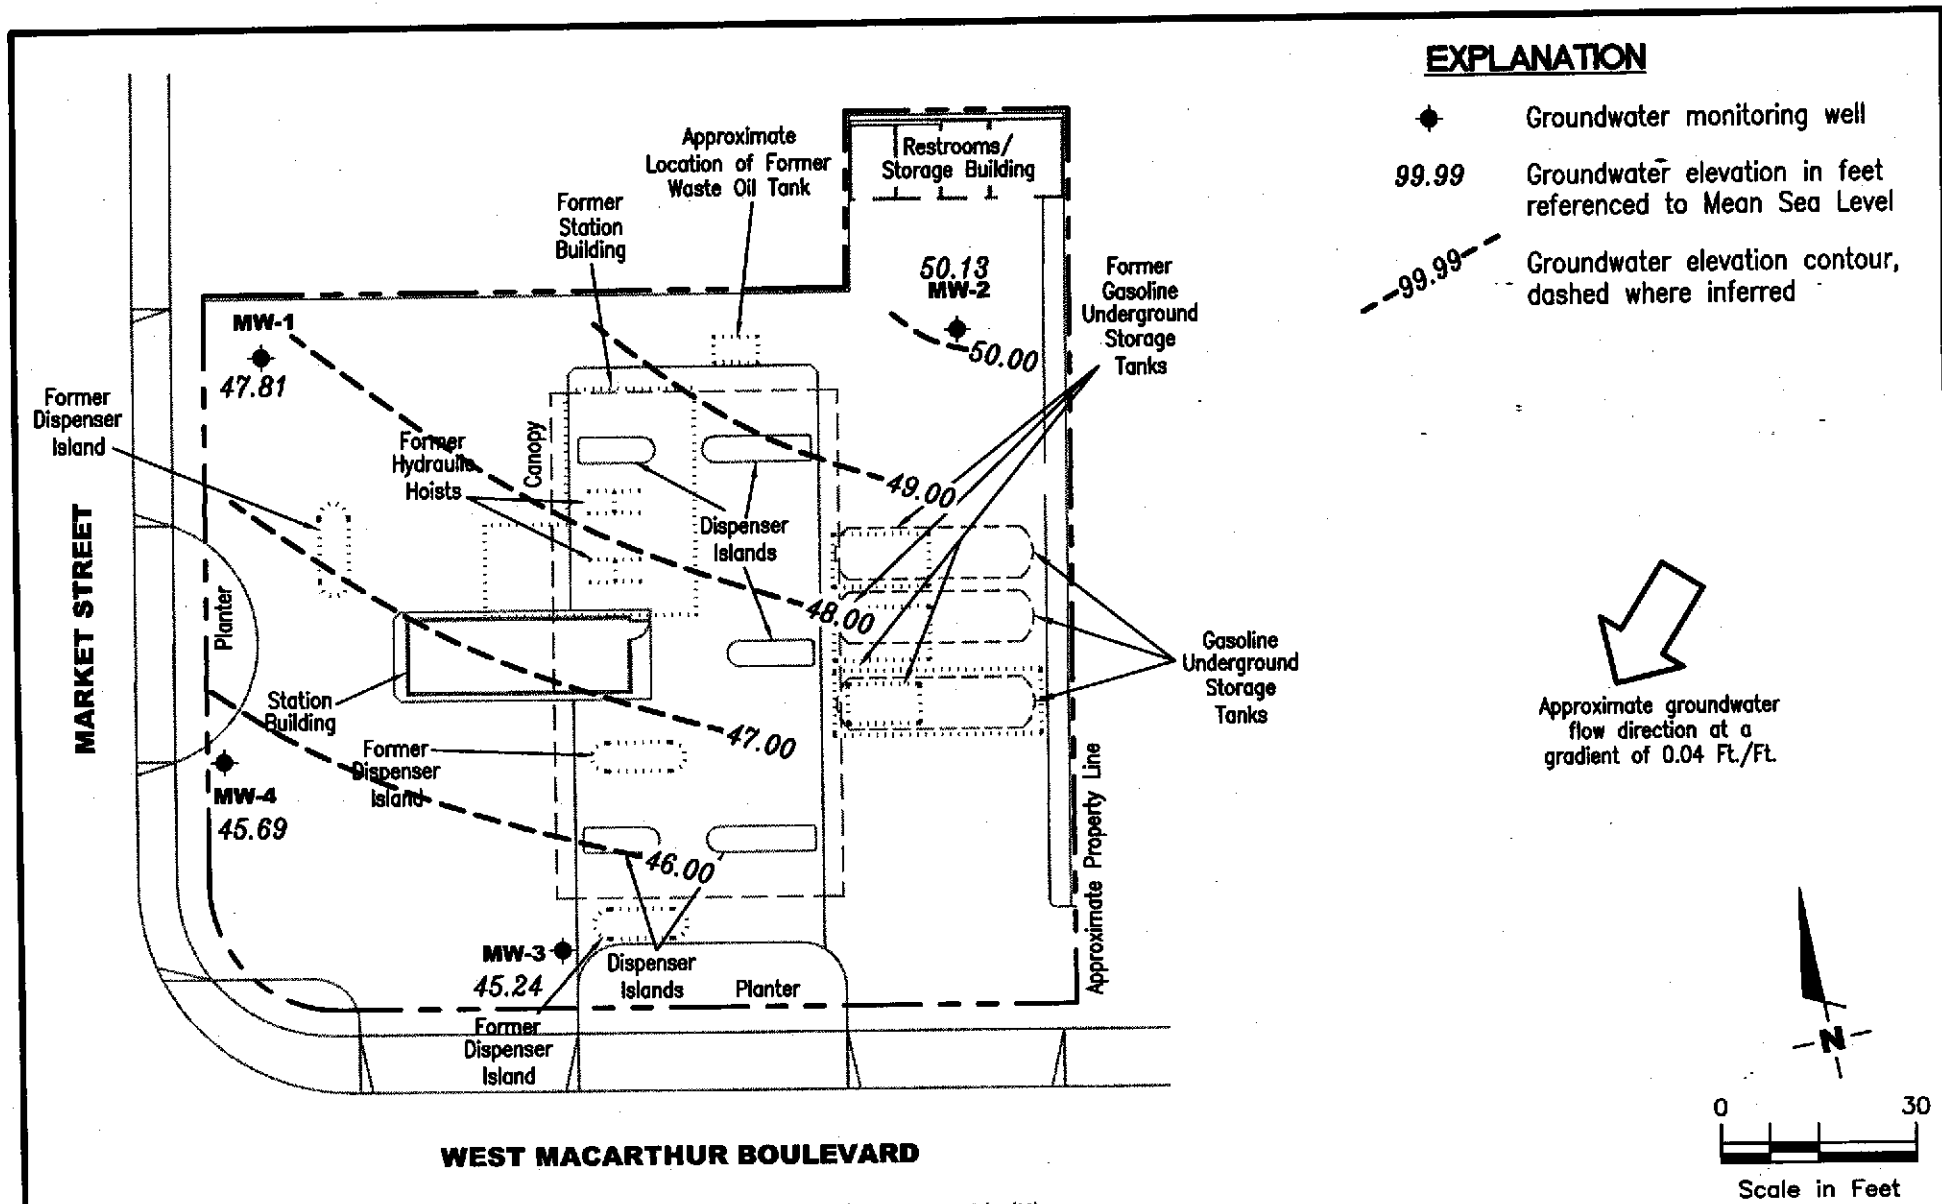 EXPLANATION
Groundwater monitoring well
99.99
Groundwater elevation in feet
referenced to Mean Sea Level
99.99
Groundwater elevation contour,
dashed where inferred
Approximate
Location of Former
Waste Oil Tank
Restrooms/
Storage Building
Former
Station
Building
50.13
MW-2
Former
Gasoline
Underground
Storage
Tanks
MW-1
47.81
50.00
Former
Dispenser
Island
Former
Hydraulic
Hoists
Canopy
49.00
Dispenser
Islands
MARKET STREET
Planter
48.00
Gasoline
Underground
Storage
Tanks
Station
Building
47.00
Former
Dispenser
Island
Approximate groundwater
flow direction at a
gradient of 0.04 Ft./Ft.
MW-4
45.69
46.00
Approximate Property Line
MW-3
45.24
Dispenser
Islands
Planter
Former
Dispenser
Island
N
WEST MACARTHUR BOULEVARD
0 30
Scale in Feet